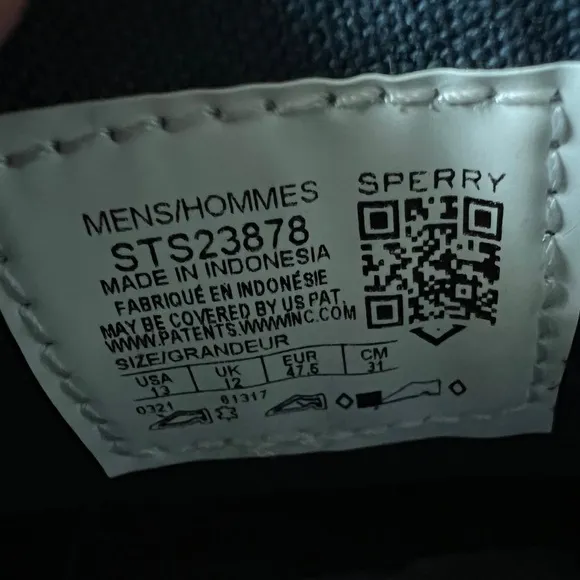 SPERRY
MENS/HOMMES
STS23878
MADE IN INDONESIA
FABRIQUÉ EN INDONÉSIE
MAY BE COVERED BY US PAT.
WWW.PATENTS.WWWINC.COM
SIZE/GRANDEUR
USA UK EUR CM
13 12 47.5 31
0321 61317